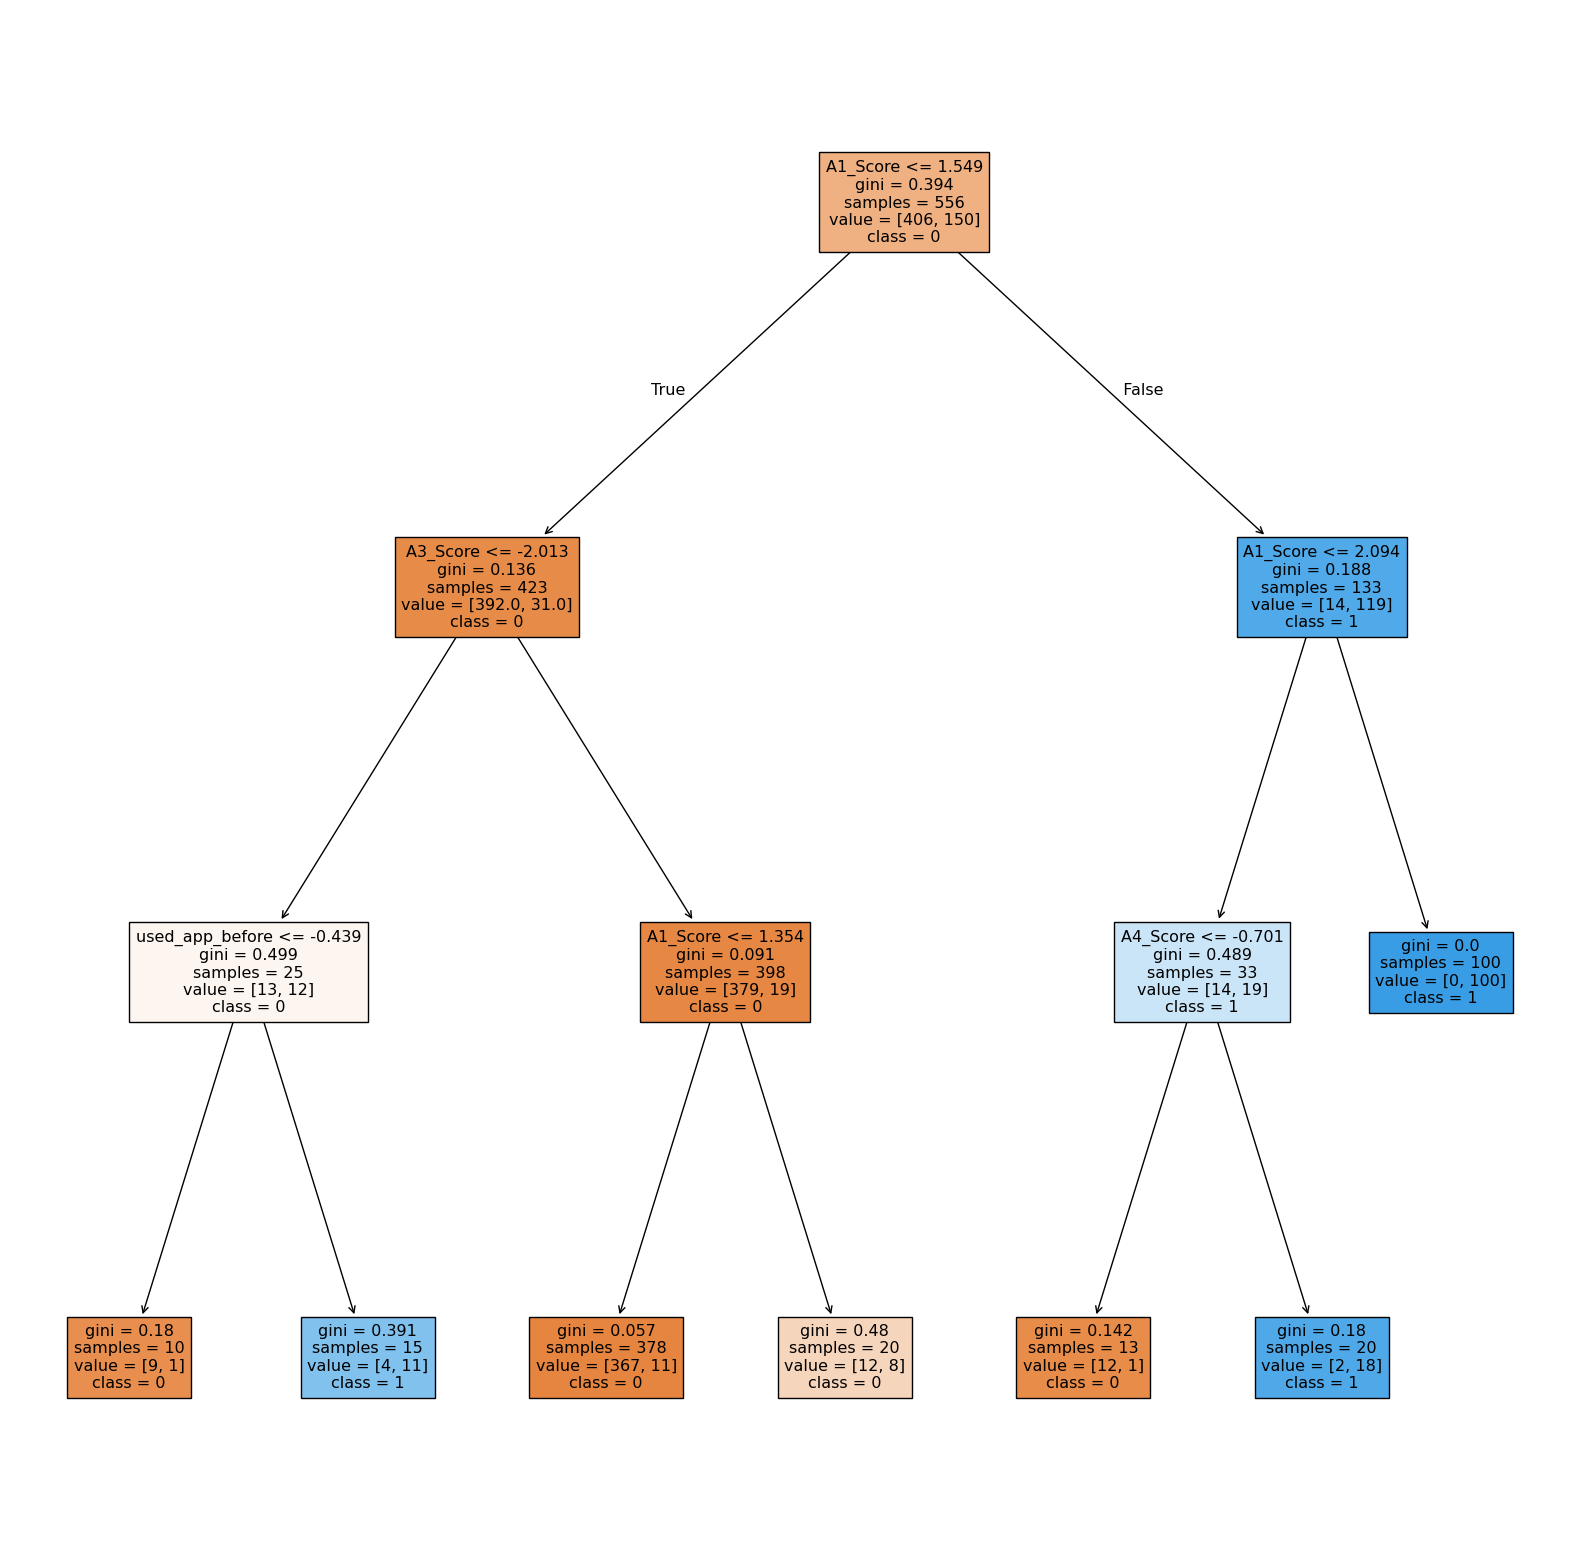 A1_Score <= 1.549
gini = 0.394
samples = 556
value = [406, 150]
class = 0
True
False
A3_Score <= -2.013
gini = 0.136
samples = 423
value = [392.0, 31.0]
class = 0
A1_Score <= 2.094
gini = 0.188
samples = 133
value = [14, 119]
class = 1
used_app_before <= -0.439
gini = 0.499
samples = 25
value = [13, 12]
class = 0
A1_Score <= 1.354
gini = 0.091
samples = 398
value = [379, 19]
class = 0
A4_Score <= -0.701
gini = 0.489
samples = 33
value = [14, 19]
class = 1
gini = 0.0
samples = 100
value = [0, 100]
class = 1
gini = 0.18
samples = 10
value = [9, 1]
class = 0
gini = 0.391
samples = 15
value = [4, 11]
class = 1
gini = 0.057
samples = 378
value = [367, 11]
class = 0
gini = 0.48
samples = 20
value = [12, 8]
class = 0
gini = 0.142
samples = 13
value = [12, 1]
class = 0
gini = 0.18
samples = 20
value = [2, 18]
class = 1